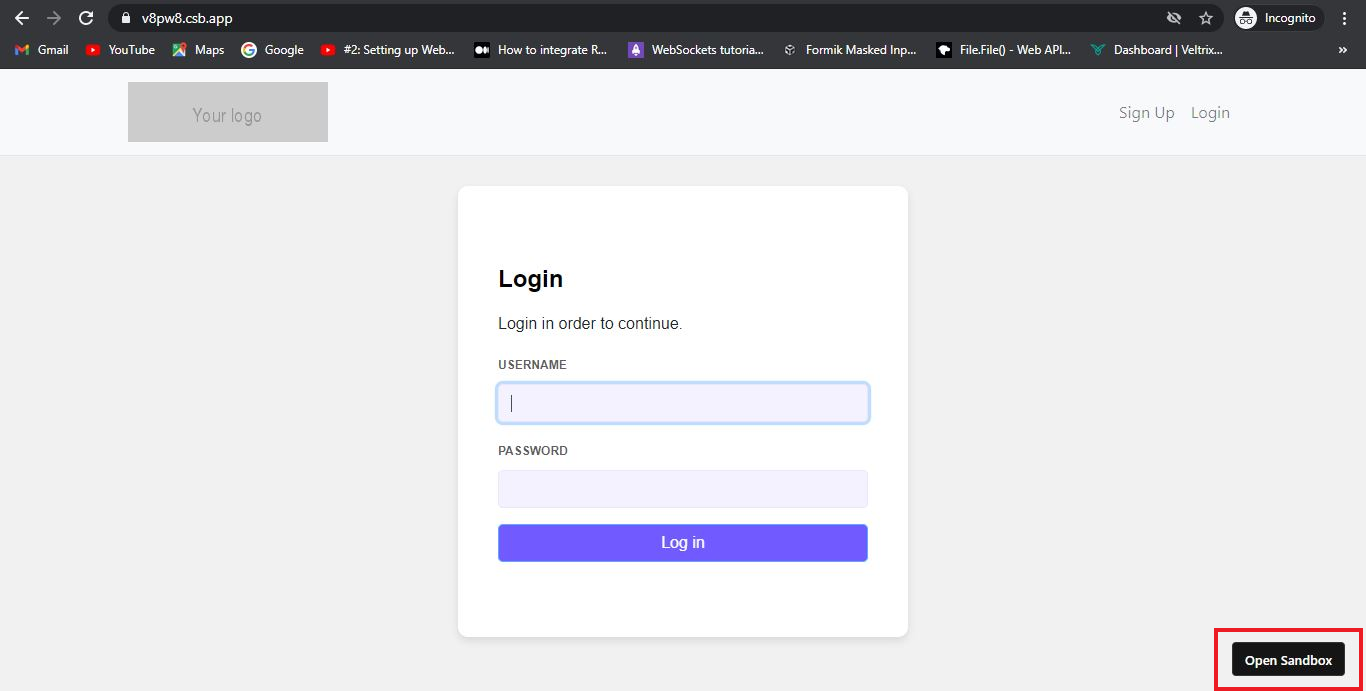 v8pw8.csb.app
Incognito
Gmail YouTube Maps Google #2: Setting up Web... How to integrate R... WebSockets tutoria... Formik Masked Inp... File.File() - Web API... Dashboard | Veltrix... »
Your logo
Sign Up Login
Login
Login in order to continue.
USERNAME
PASSWORD
Log in
Open Sandbox